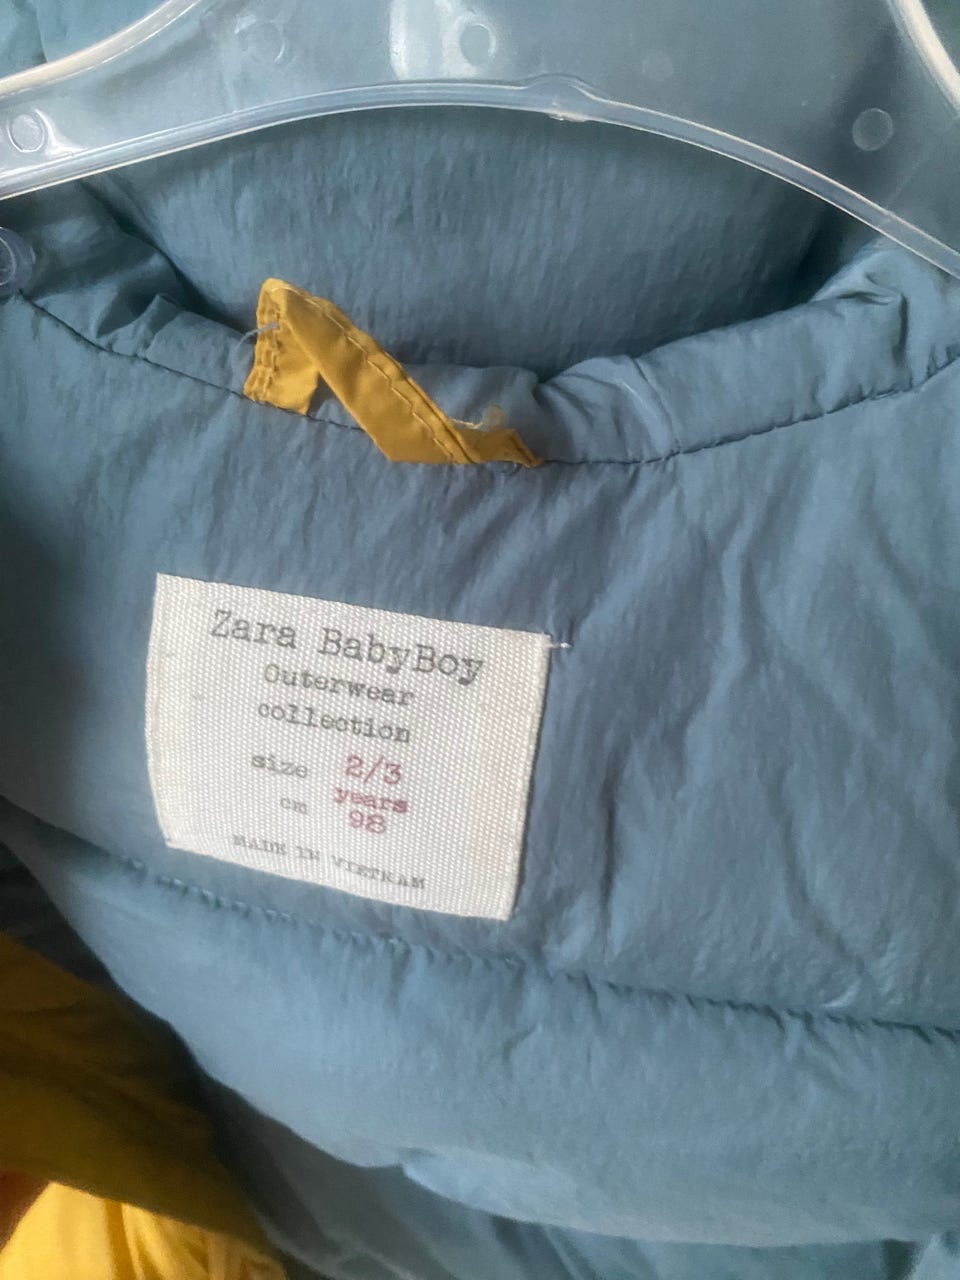 Zara BabyBoy
Outerwear
collection
size 2/3
years
cm 98
MADE IN VIETNAM